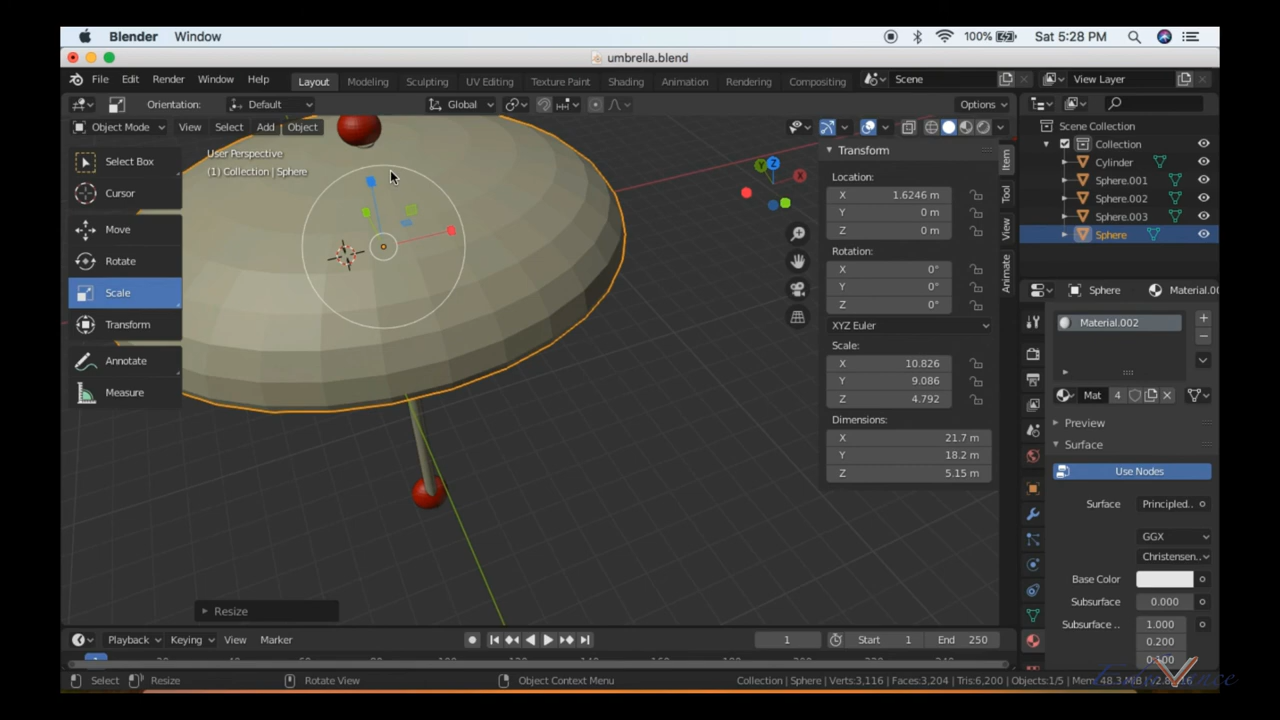 Blender Window 100% Sat 5:28 PM
umbrella.blend
File Edit Render Window Help Layout Modeling Sculpting UV Editing Texture Paint Shading Animation Rendering Compositing Scene View Layer
Orientation: Default Global Options
Object Mode View Select Add Object
User Perspective
(1) Collection | Sphere
Select Box
Cursor
Move
Rotate
Scale
Transform
Annotate
Measure
Resize
Transform
Location:
X 1.6246 m
Y 0 m
Z 0 m
Rotation:
X 0°
Y 0°
Z 0°
XYZ Euler
Scale:
X 10.826
Y 9.086
Z 4.792
Dimensions:
X 21.7 m
Y 18.2 m
Z 5.15 m
Item
Tool
View
Animate
Z
Y
X
Scene Collection
Collection
Cylinder
Sphere.001
Sphere.002
Sphere.003
Sphere
Sphere Material.00
Material.002
Mat 4
Preview
Surface
Use Nodes
Surface Principled..
GGX
Christensen..
Base Color
Subsurface 0.000
Subsurface .. 1.000
0.200
0.100
Playback Keying View Marker 1 Start 1 End 250
Select Resize Rotate View Object Context Menu Collection | Sphere | Verts:3,116 | Faces:3,204 | Tris:6,200 | Objects:1/5 | Mem: 48.3 MiB